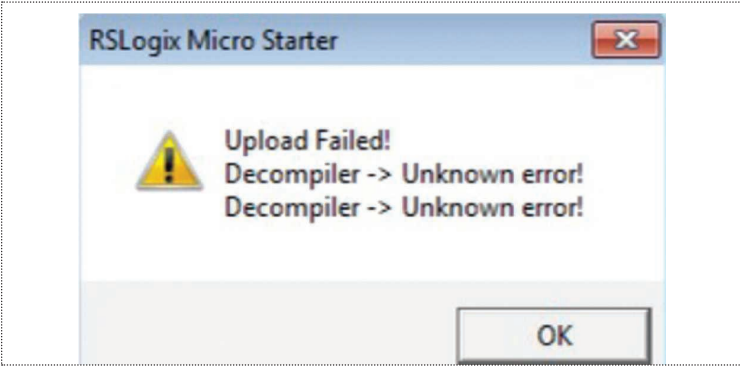 RSLogix Micro Starter
Upload Failed!
Decompiler -> Unknown error!
Decompiler -> Unknown error!
OK